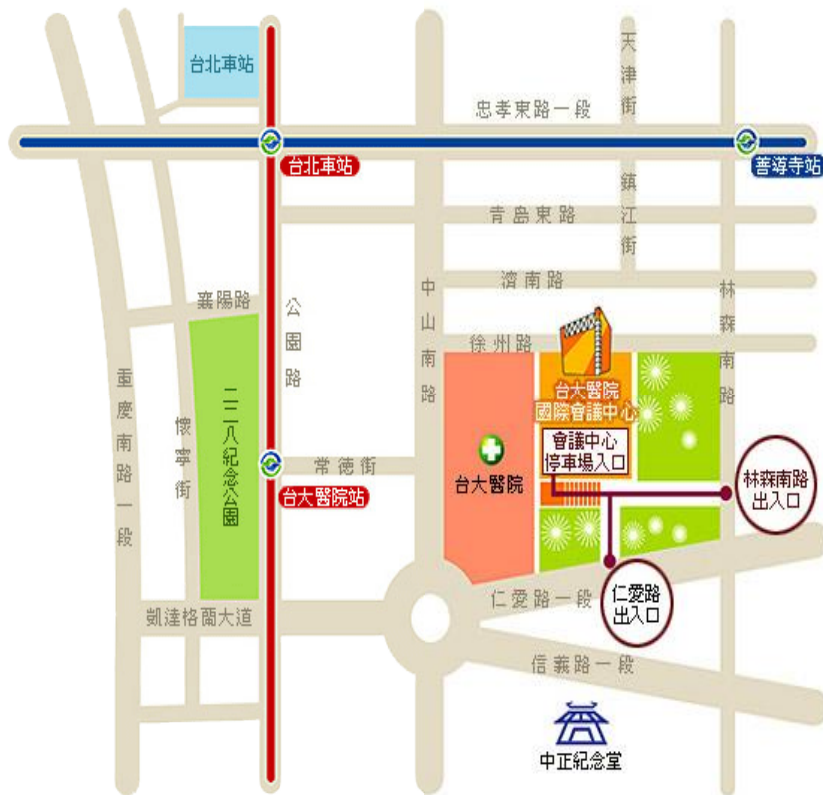 台北車站
天津街
忠孝東路一段
台北車站
善導寺站
鎮江街
青島東路
濟南路
襄陽路
公園路
中山南路
林森南路
徐州路
台大醫院
國際會議中心
重慶南路一段
懷寧街
二二八紀念公園
會議中心
停車場入口
常德街
台大醫院站
台大醫院
林森南路
出入口
仁愛路一段
仁愛路
出入口
凱達格蘭大道
信義路一段
中正紀念堂